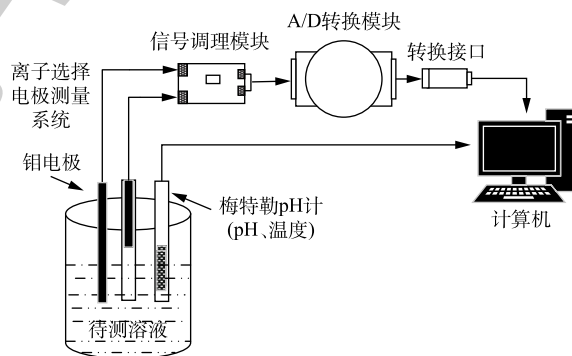 A/D转换模块
信号调理模块
转换接口
离子选择
电极测量
系统
钼电极
梅特勒pH计
(pH、温度)
计算机
待测溶液